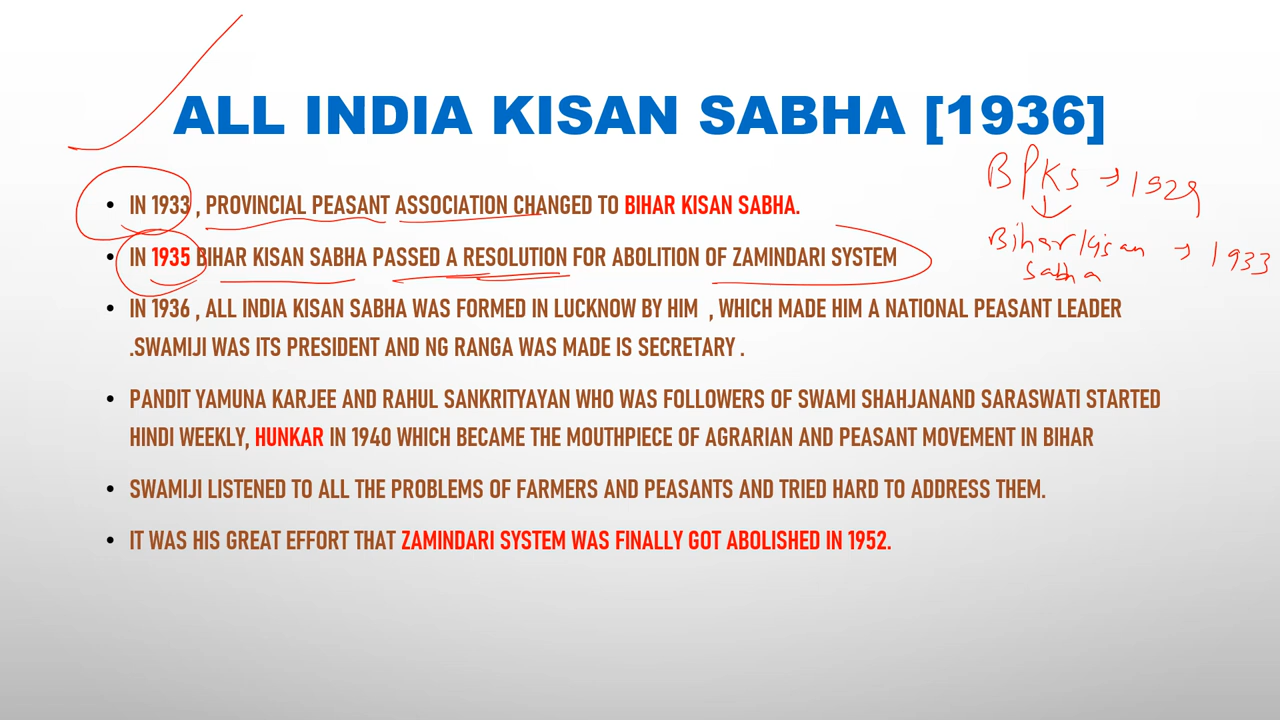 ALL INDIA KISAN SABHA [1936]
• IN 1933 , PROVINCIAL PEASANT ASSOCIATION CHANGED TO BIHAR KISAN SABHA.
• IN 1935 BIHAR KISAN SABHA PASSED A RESOLUTION FOR ABOLITION OF ZAMINDARI SYSTEM
• IN 1936 , ALL INDIA KISAN SABHA WAS FORMED IN LUCKNOW BY HIM , WHICH MADE HIM A NATIONAL PEASANT LEADER
.SWAMIJI WAS ITS PRESIDENT AND NG RANGA WAS MADE IS SECRETARY .
• PANDIT YAMUNA KARJEE AND RAHUL SANKRITYAYAN WHO WAS FOLLOWERS OF SWAMI SHAHJANAND SARASWATI STARTED
HINDI WEEKLY, HUNKAR IN 1940 WHICH BECAME THE MOUTHPIECE OF AGRARIAN AND PEASANT MOVEMENT IN BIHAR
• SWAMIJI LISTENED TO ALL THE PROBLEMS OF FARMERS AND PEASANTS AND TRIED HARD TO ADDRESS THEM.
• IT WAS HIS GREAT EFFORT THAT ZAMINDARI SYSTEM WAS FINALLY GOT ABOLISHED IN 1952.
BPKS → 1929
↓
Bihar Kisan → 1933
Sabha